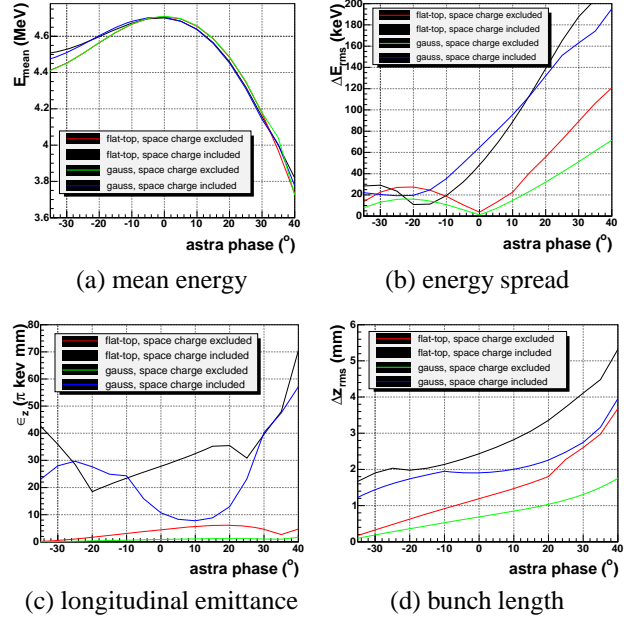 E_mean (MeV)
4.6
4.4
4.2
4
3.8
3.6
flat-top, space charge excluded
flat-top, space charge included
gauss, space charge excluded
gauss, space charge included
-30 -20 -10 0 10 20 30 40
astra phase (°)
(a) mean energy
ΔE_rms (keV)
200
180
160
140
120
100
80
60
40
20
0
flat-top, space charge excluded
flat-top, space charge included
gauss, space charge excluded
gauss, space charge included
-30 -20 -10 0 10 20 30 40
astra phase (°)
(b) energy spread
ϵ_z (π kev mm)
80
70
60
50
40
30
20
10
0
flat-top, space charge excluded
flat-top, space charge included
gauss, space charge excluded
gauss, space charge included
-30 -20 -10 0 10 20 30 40
astra phase (°)
(c) longitudinal emittance
Δz_rms (mm)
6
5
4
3
2
1
0
flat-top, space charge excluded
flat-top, space charge included
gauss, space charge excluded
gauss, space charge included
-30 -20 -10 0 10 20 30 40
astra phase (°)
(d) bunch length